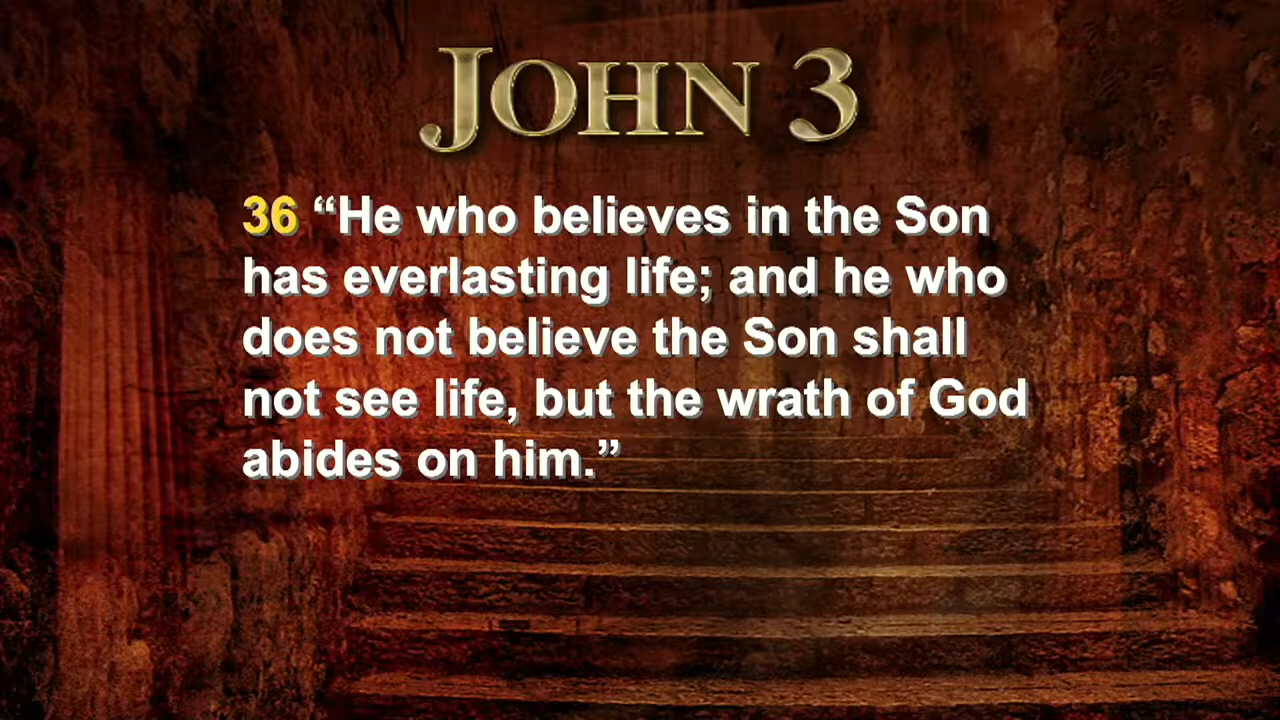 JOHN 3
36 “He who believes in the Son
has everlasting life; and he who
does not believe the Son shall
not see life, but the wrath of God
abides on him.”